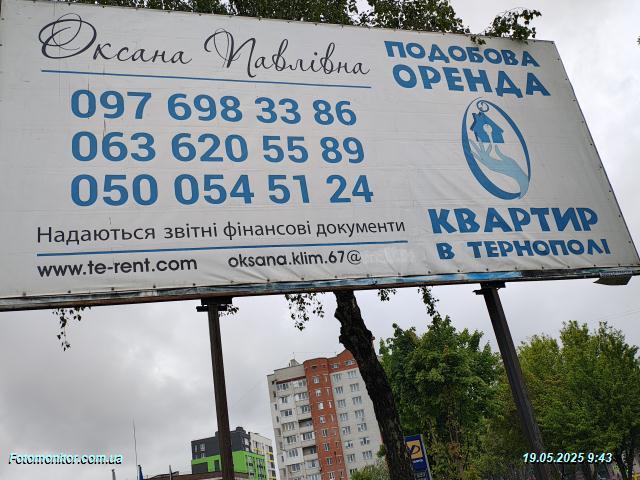 Оксана Павлівна
097 698 33 86
063 620 55 89
050 054 51 24
Надаються звітні фінансові документи
www.te-rent.com oksana.klim.67@
ПОДОБОВА
ОРЕНДА
КВАРТИР
В ТЕРНОПОЛІ
Fotomonitor.com.ua
19.05.2025 9:43